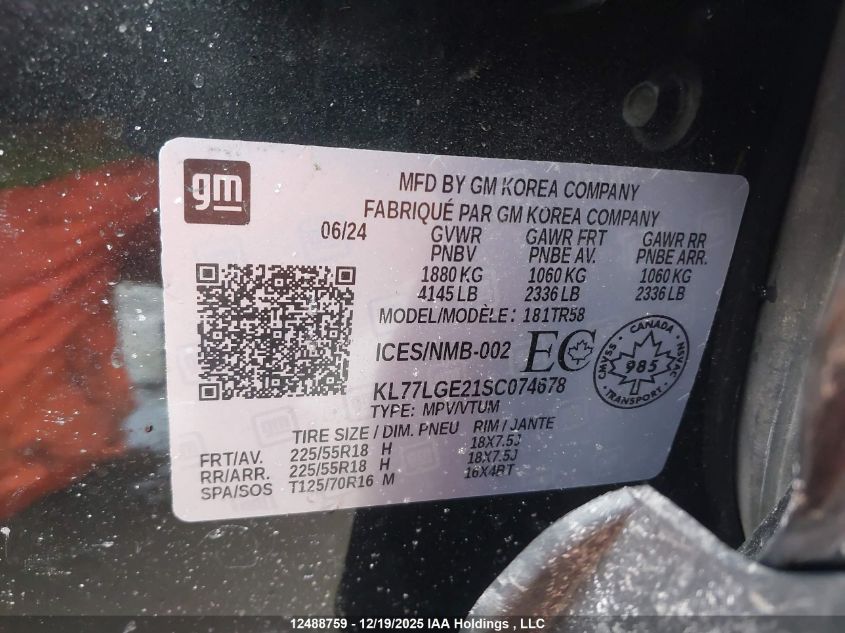 gm
MFD BY GM KOREA COMPANY
FABRIQUÉ PAR GM KOREA COMPANY
06/24 GVWR GAWR FRT GAWR RR
PNBV PNBE AV. PNBE ARR.
1880 KG 1060 KG 1060 KG
4145 LB 2336 LB 2336 LB
MODEL/MODÈLE: 181TR58
ICES/NMB-002 EC
CANADA CMVSS NSVAC 985 TRANSPORT
KL77LGE21SC074678
TYPE: MPV/VTUM
TIRE SIZE / DIM. PNEU RIM / JANTE
FRT/AV. 225/55R18 H 18X7.5J
RR/ARR. 225/55R18 H 18X7.5J
SPA/SOS T125/70R16 M 16X4BT
12488759 - 12/19/2025 IAA Holdings, LLC